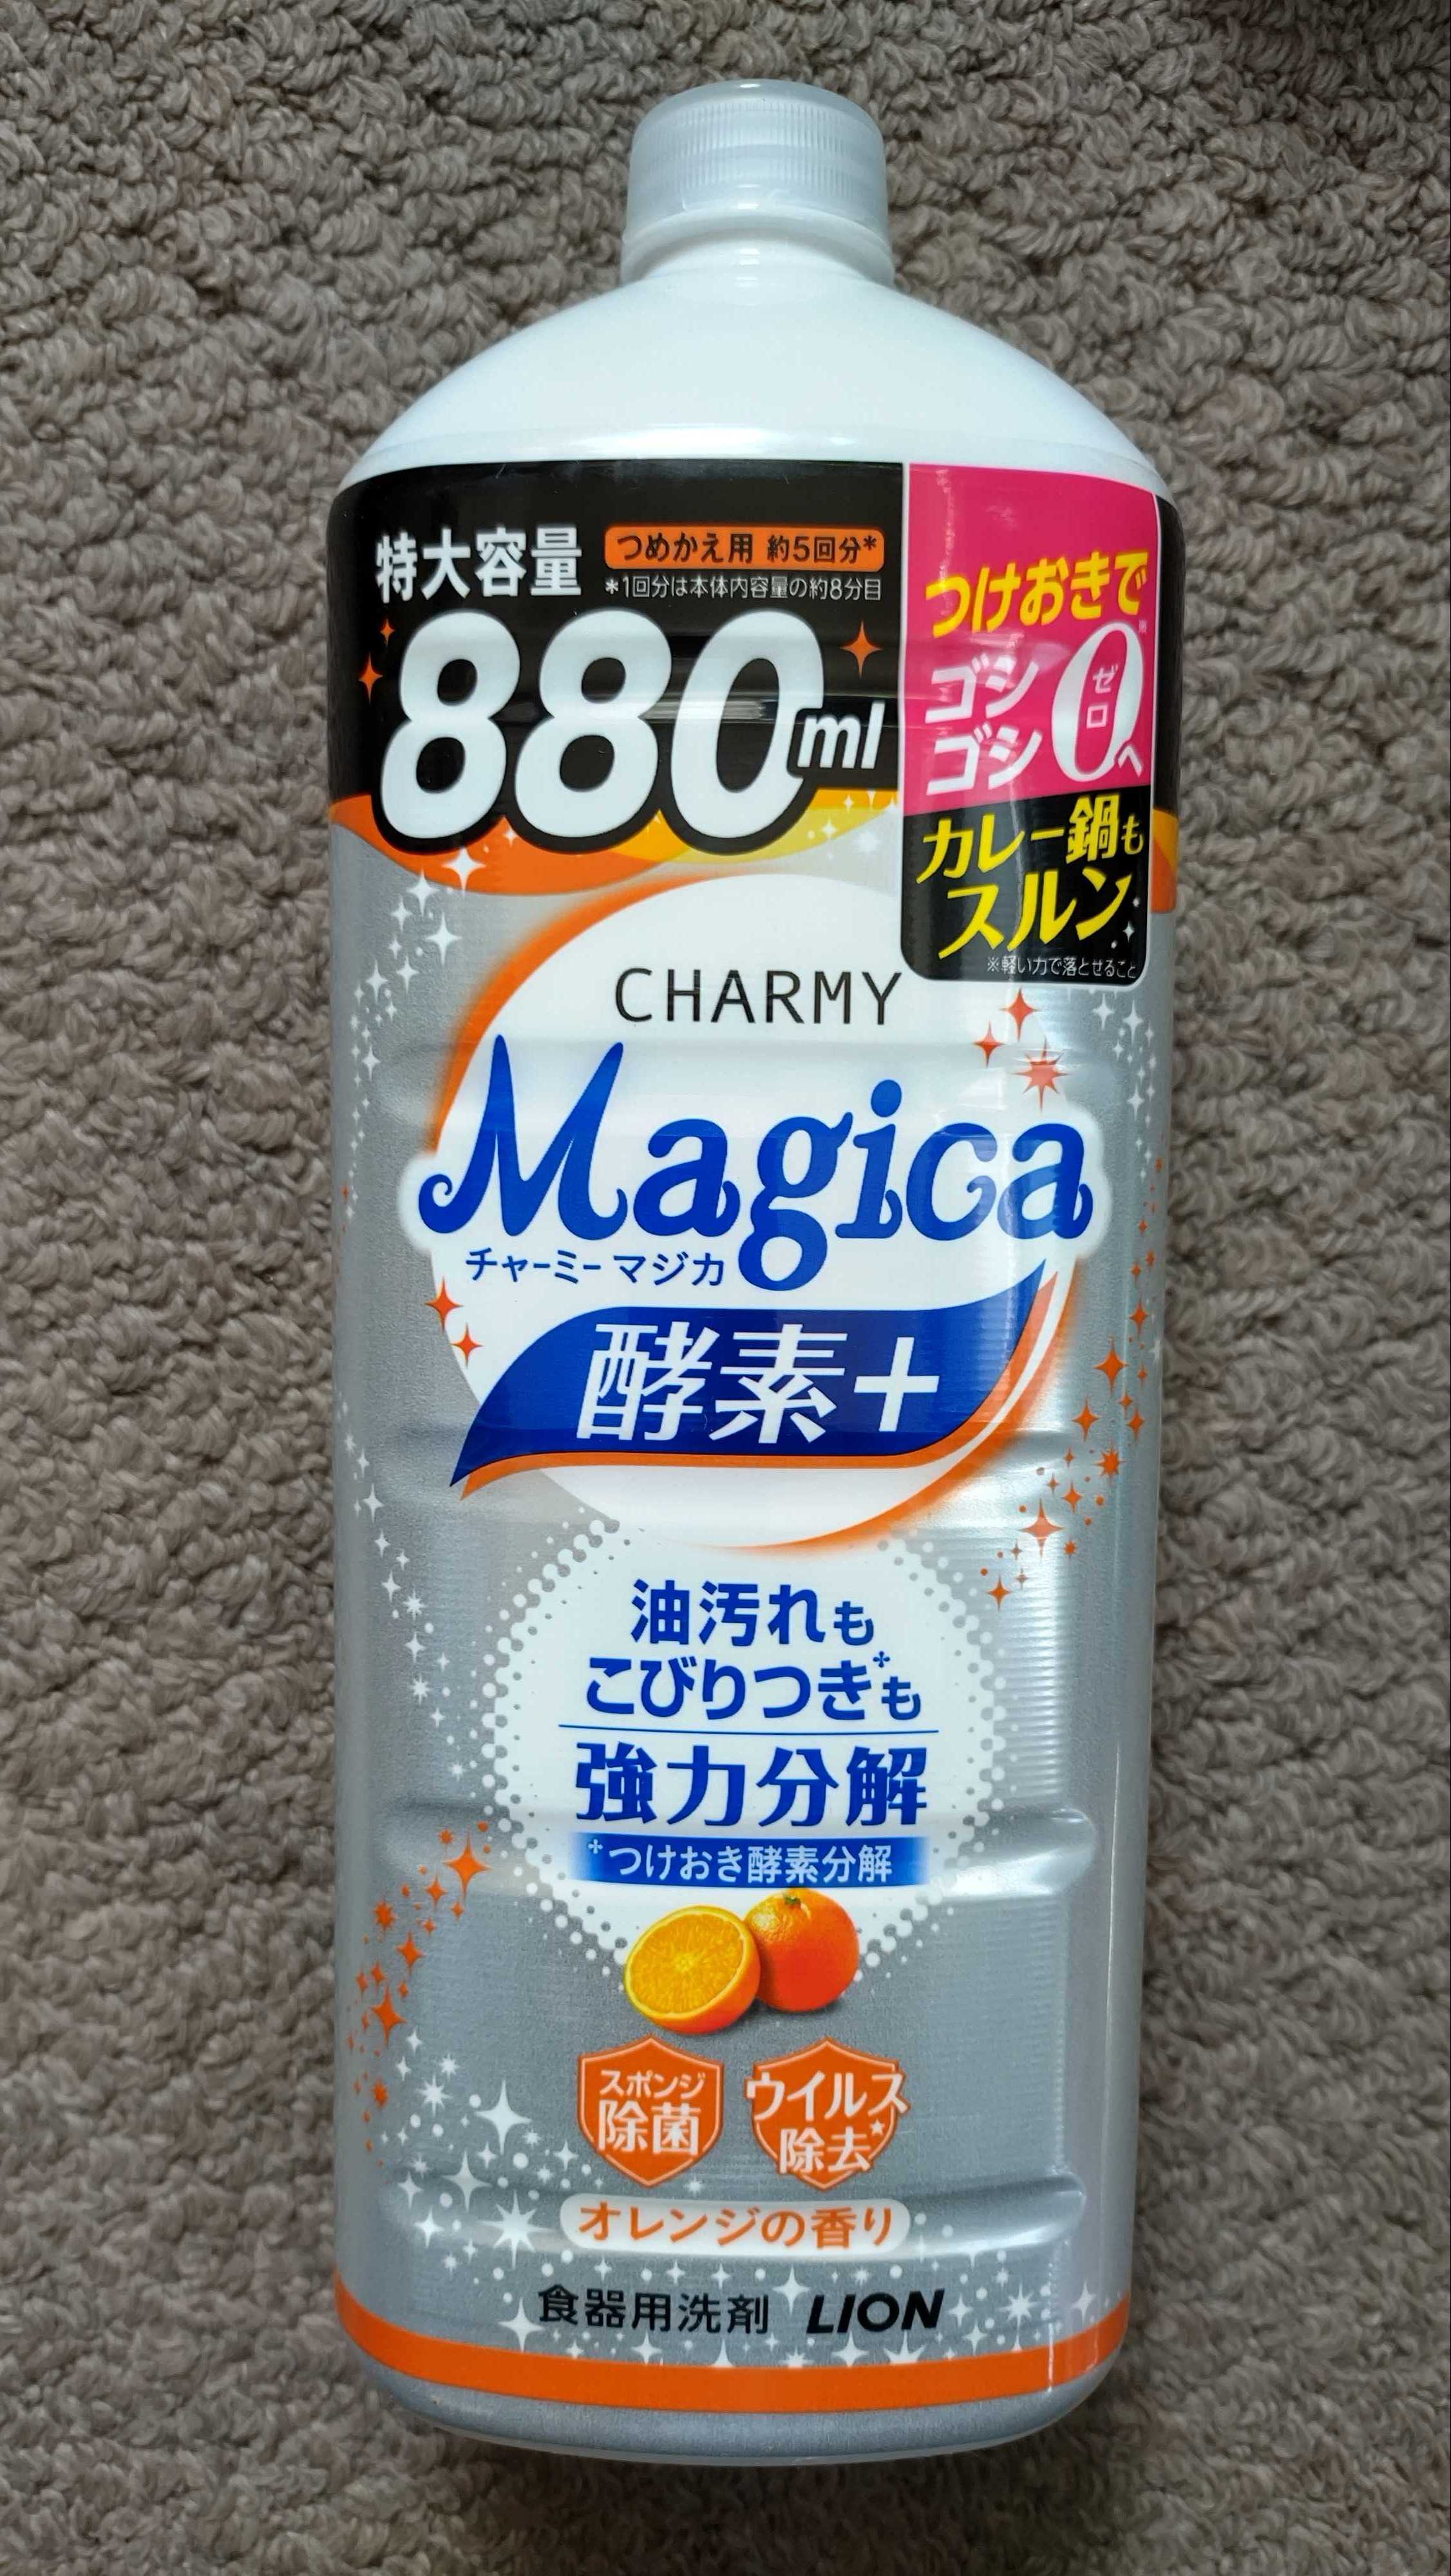 特大容量
つめかえ用 約5回分*
*1回分は本体内容量の約8分目
880ml
つけおきで
ゴシ
ゴシ
0
ゼロ
へ
※
カレー鍋も
スルン
※軽い力で落とせること
CHARMY
Magica
チャーミー マジカ
酵素+
油汚れも
こびりつき✢も
強力分解
✢つけおき酵素分解
スポンジ
除菌
ウイルス
除去★
オレンジの香り
食器用洗剤 LION